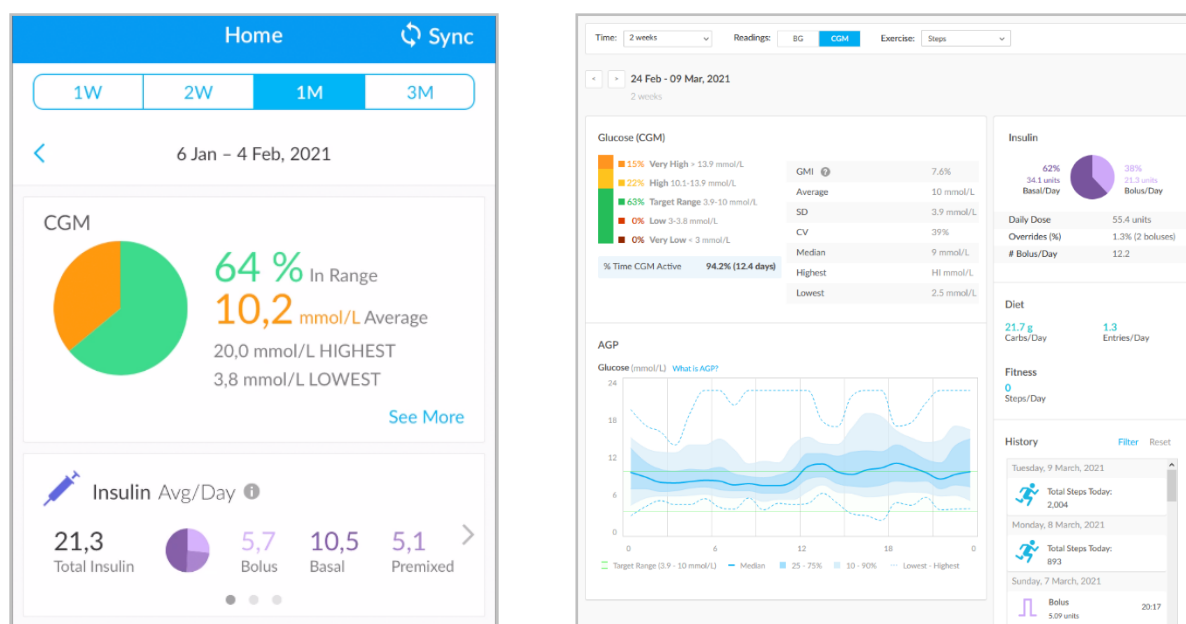 Home
Sync
1W 2W 1M 3M
6 Jan – 4 Feb, 2021
CGM
64 % In Range
10,2 mmol/L Average
20,0 mmol/L HIGHEST
3,8 mmol/L LOWEST
See More
Insulin Avg/Day
21,3 5,7 10,5 5,1
Total Insulin Bolus Basal Premixed
Time: 2 weeks Readings: BG CGM Exercise: Steps
< > 24 Feb - 09 Mar, 2021
2 weeks
Glucose (CGM)
15% Very High > 13.9 mmol/L
22% High 10.1-13.9 mmol/L
63% Target Range 3.9-10 mmol/L
0% Low 3-3.8 mmol/L
0% Very Low < 3 mmol/L
% Time CGM Active 94.2% (12.4 days)
GMI ? 7.6%
Average 10 mmol/L
SD 3.9 mmol/L
CV 39%
Median 9 mmol/L
Highest HI mmol/L
Lowest 2.5 mmol/L
AGP
Glucose (mmol/L) What is AGP?
24
18
12
6
0
0 6 12 18 0
Target Range (3.9 - 10 mmol/L) Median 25 - 75% 10 - 90% Lowest - Highest
Insulin
62% 38%
34.1 units 21.3 units
Basal/Day Bolus/Day
Daily Dose 55.4 units
Overrides (%) 1.3% (2 boluses)
# Bolus/Day 12.2
Diet
21.7 g 1.3
Carbs/Day Entries/Day
Fitness
0
Steps/Day
History Filter Reset
Tuesday, 9 March, 2021
Total Steps Today:
2,004
Monday, 8 March, 2021
Total Steps Today:
893
Sunday, 7 March, 2021
Bolus 20:17
5.09 units